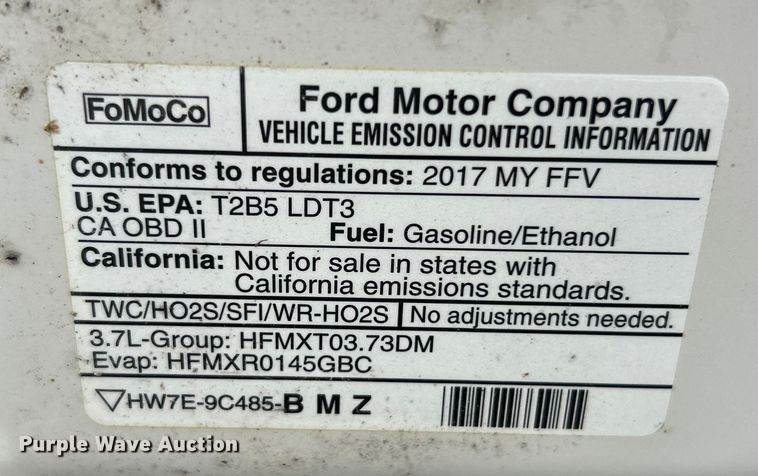 FoMoCo
Ford Motor Company
VEHICLE EMISSION CONTROL INFORMATION
Conforms to regulations: 2017 MY FFV
U.S. EPA: T2B5 LDT3
CA OBD II Fuel: Gasoline/Ethanol
California: Not for sale in states with
California emissions standards.
TWC/HO2S/SFI/WR-HO2S No adjustments needed.
3.7L-Group: HFMXT03.73DM
Evap: HFMXR0145GBC
HW7E-9C485-B M Z
Purple Wave Auction